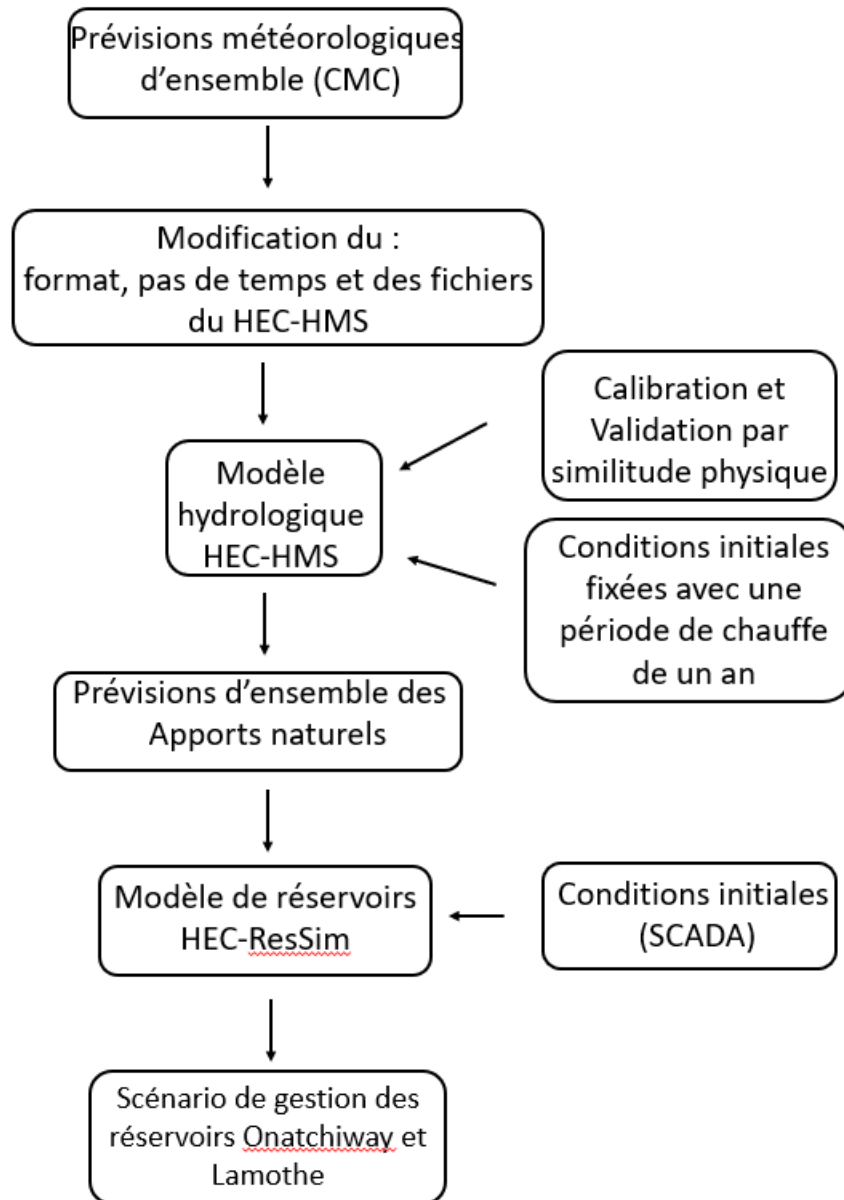 Prévisions météorologiques
d'ensemble (CMC)
Modification du :
format, pas de temps et des fichiers
du HEC-HMS
Calibration et
Validation par
similitude physique
Modèle
hydrologique
HEC-HMS
Conditions initiales
fixées avec une
période de chauffe
de un an
Prévisions d'ensemble des
Apports naturels
Modèle de réservoirs
HEC-ResSim
Conditions initiales
(SCADA)
Scénario de gestion des
réservoirs Onatchiway et
Lamothe